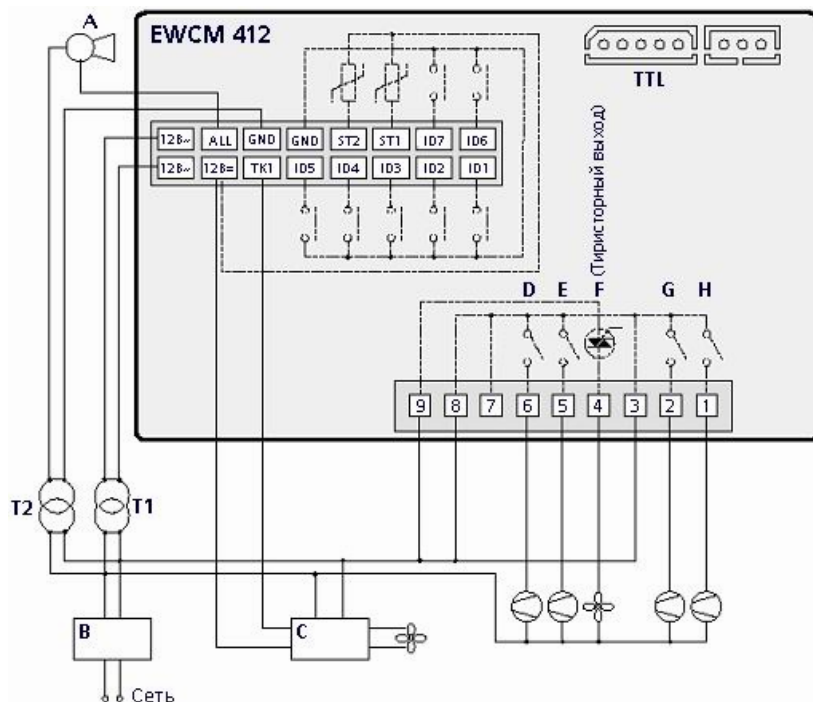 A
EWCM 412
TTL
12В~ ALL GND GND ST2 ST1 ID7 ID6
12В~ 12В= TK1 ID5 ID4 ID3 ID2 ID1
(Тиристорный выход)
D E F G H
9 8 7 6 5 4 3 2 1
T2 T1
B C
Сеть